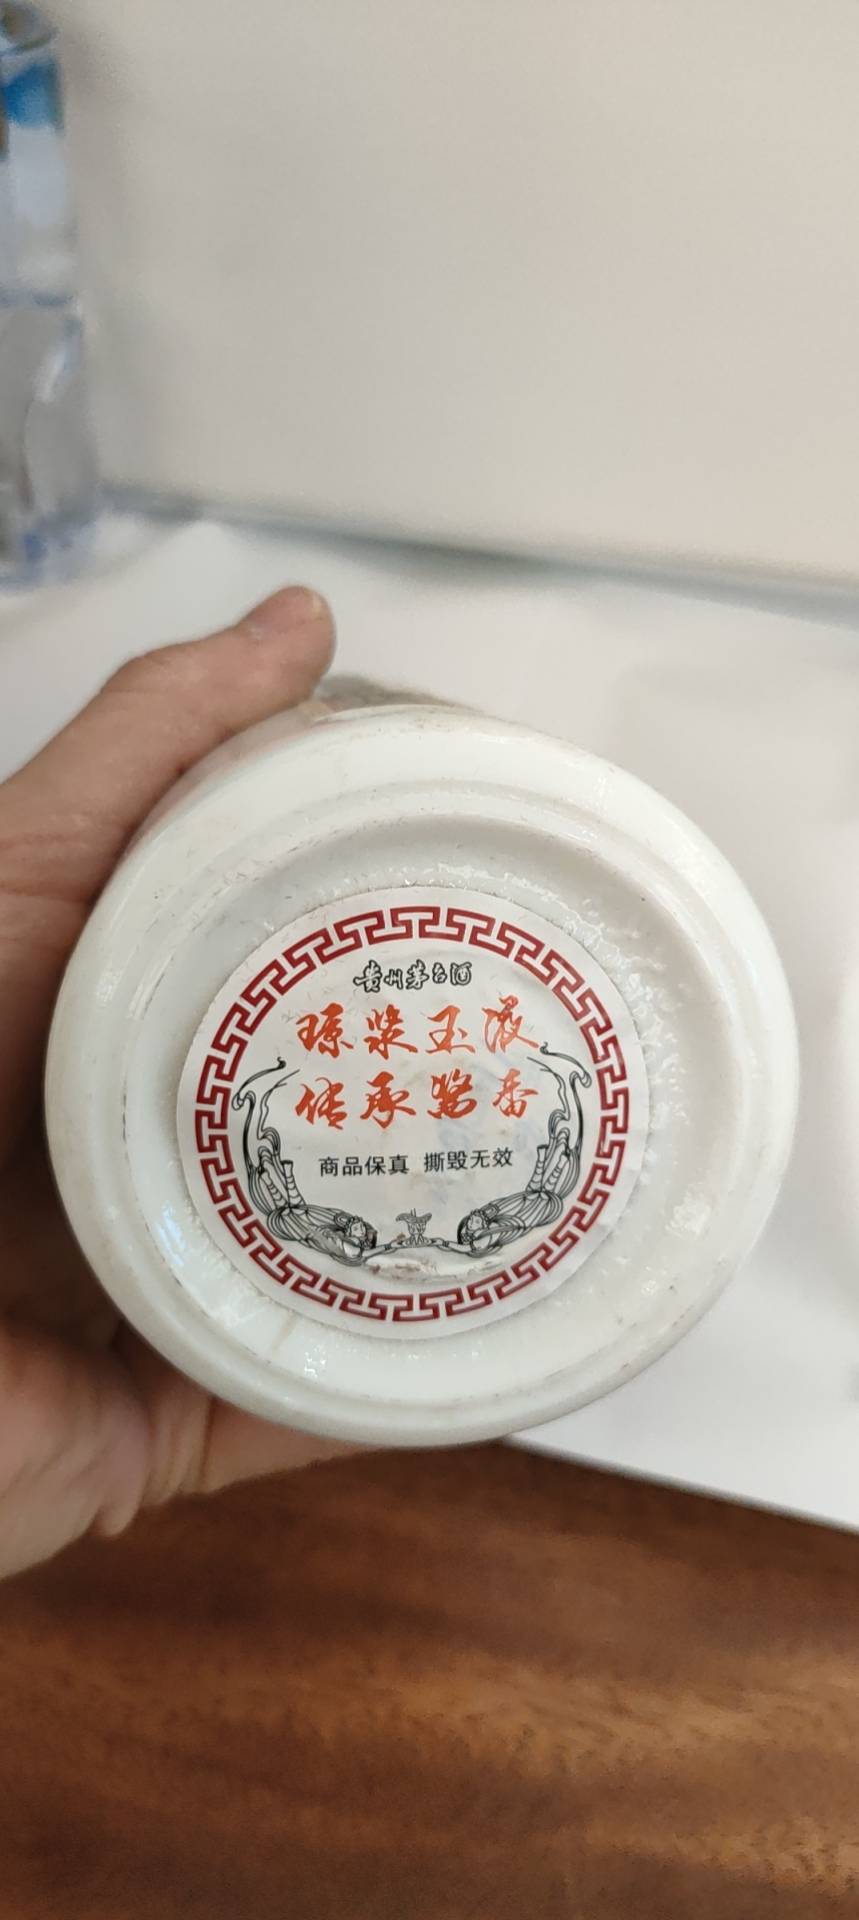 贵州茅台酒
琼浆玉液
传承酱香
商品保真 撕毁无效